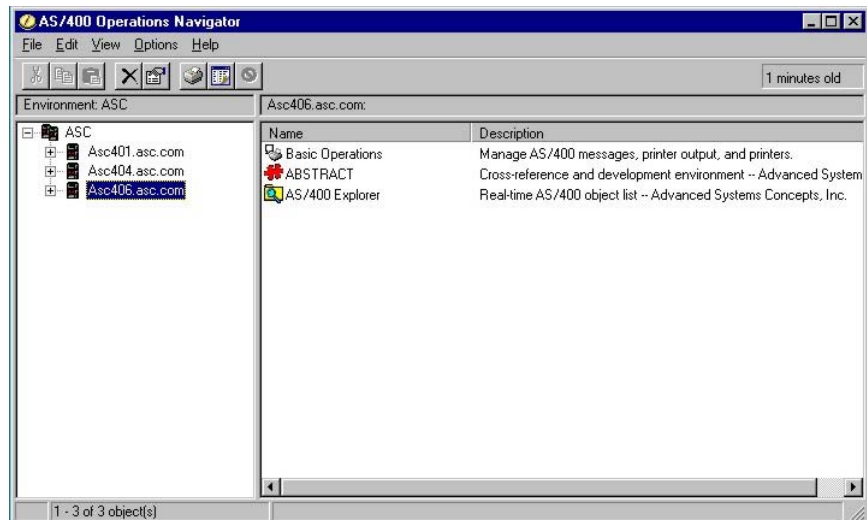 AS/400 Operations Navigator
File Edit View Options Help
1 minutes old
Environment: ASC
Asc406.asc.com:
ASC
Asc401.asc.com
Asc404.asc.com
Asc406.asc.com
Name Description
Basic Operations Manage AS/400 messages, printer output, and printers.
ABSTRACT Cross-reference and development environment -- Advanced System
AS/400 Explorer Real-time AS/400 object list -- Advanced Systems Concepts, Inc.
1 - 3 of 3 object(s)